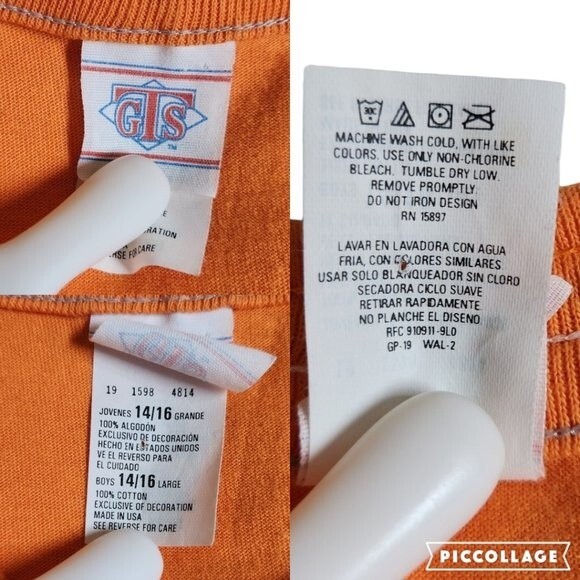 GTS
TM
RATION
RSE FOR CARE
19 1598 4814
JOVENES 14/16 GRANDE
100% ALGODÓN
EXCLUSIVO DE DECORACIÓN
HECHO EN ESTADOS UNIDOS
VE EL REVERSO PARA
EL CUIDADO
BOYS 14/16 LARGE
100% COTTON
EXCLUSIVE OF DECORATION
MADE IN USA
SEE REVERSE FOR CARE
30C
MACHINE WASH COLD, WITH LIKE
COLORS. USE ONLY NON-CHLORINE
BLEACH. TUMBLE DRY LOW.
REMOVE PROMPTLY.
DO NOT IRON DESIGN
RN 15897
LAVAR EN LAVADORA CON AGUA
FRIA, CON COLORES SIMILARES
USAR SOLO BLANQUEADOR SIN CLORO
SECADORA CICLO SUAVE
RETIRAR RAPIDAMENTE.
NO PLANCHE EL DISENO.
RFC 910911-9L0
GP-19 WAL-2
PICCOLLAGE